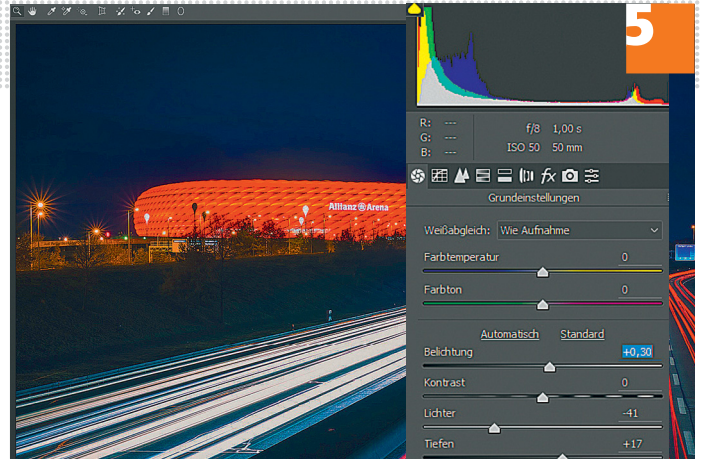 5
Allianz Arena
R: ---
G: ---
B: ---
f/8 1,00 s
ISO 50 50 mm
fx
Grundeinstellungen
Weißabgleich: Wie Aufnahme
Farbtemperatur 0
Farbton 0
Automatisch Standard
Belichtung +0,30
Kontrast 0
Lichter -41
Tiefen +17